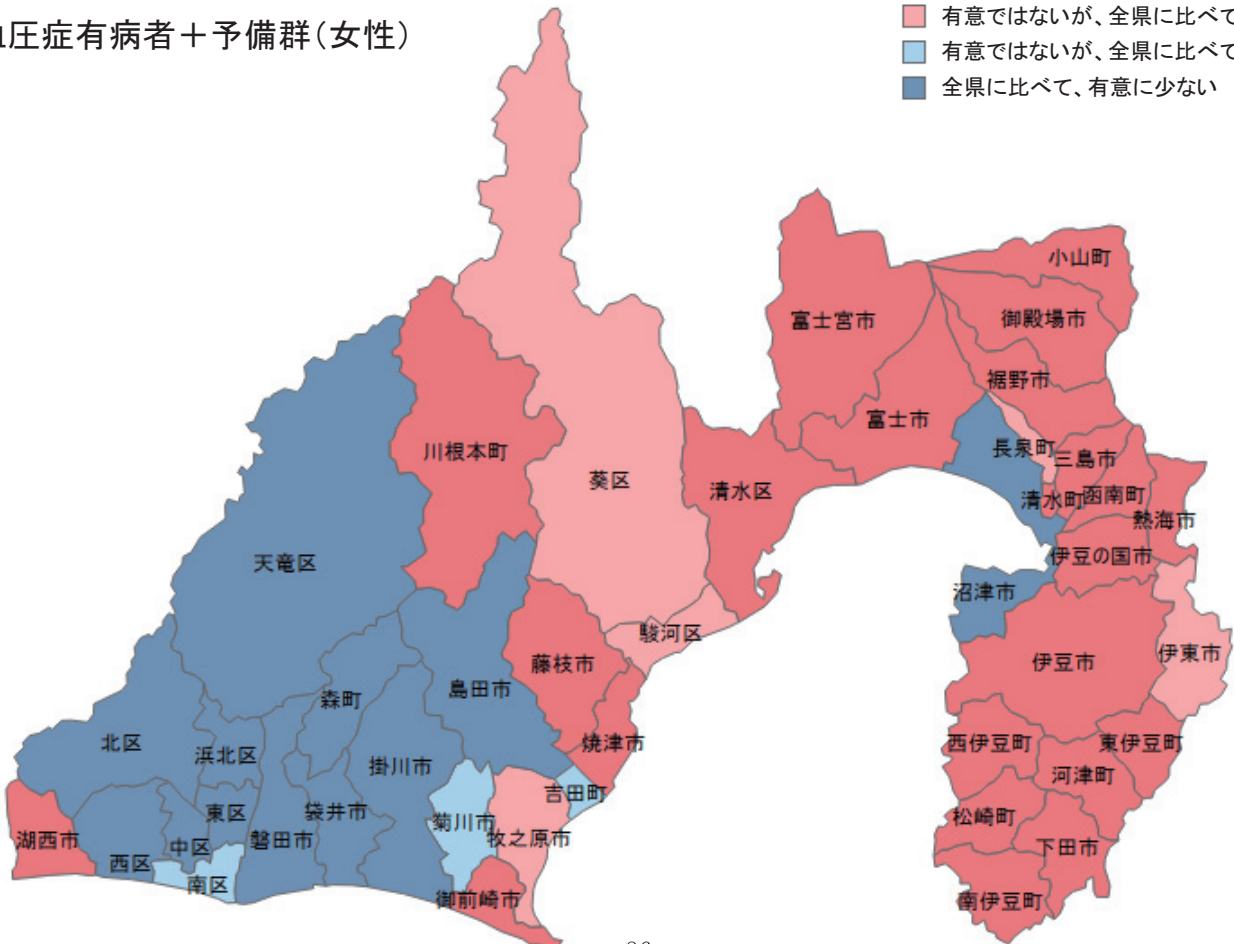 圧症有病者＋予備群（女性）
有意ではないが、全県に比べて
有意ではないが、全県に比べて
全県に比べて、有意に少ない
小山町
富士宮市
御殿場市
裾野市
富士市
長泉町
三島市
川根本町
葵区
清水区
清水町
函南町
熱海市
天竜区
伊豆の国市
沼津市
駿河区
藤枝市
伊豆市
伊東市
島田市
森町
北区
浜北区
掛川市
焼津市
西伊豆町
東伊豆町
河津町
吉田町
東区
袋井市
菊川市
牧之原市
松崎町
湖西市
西区
中区
磐田市
下田市
南区
御前崎市
南伊豆町